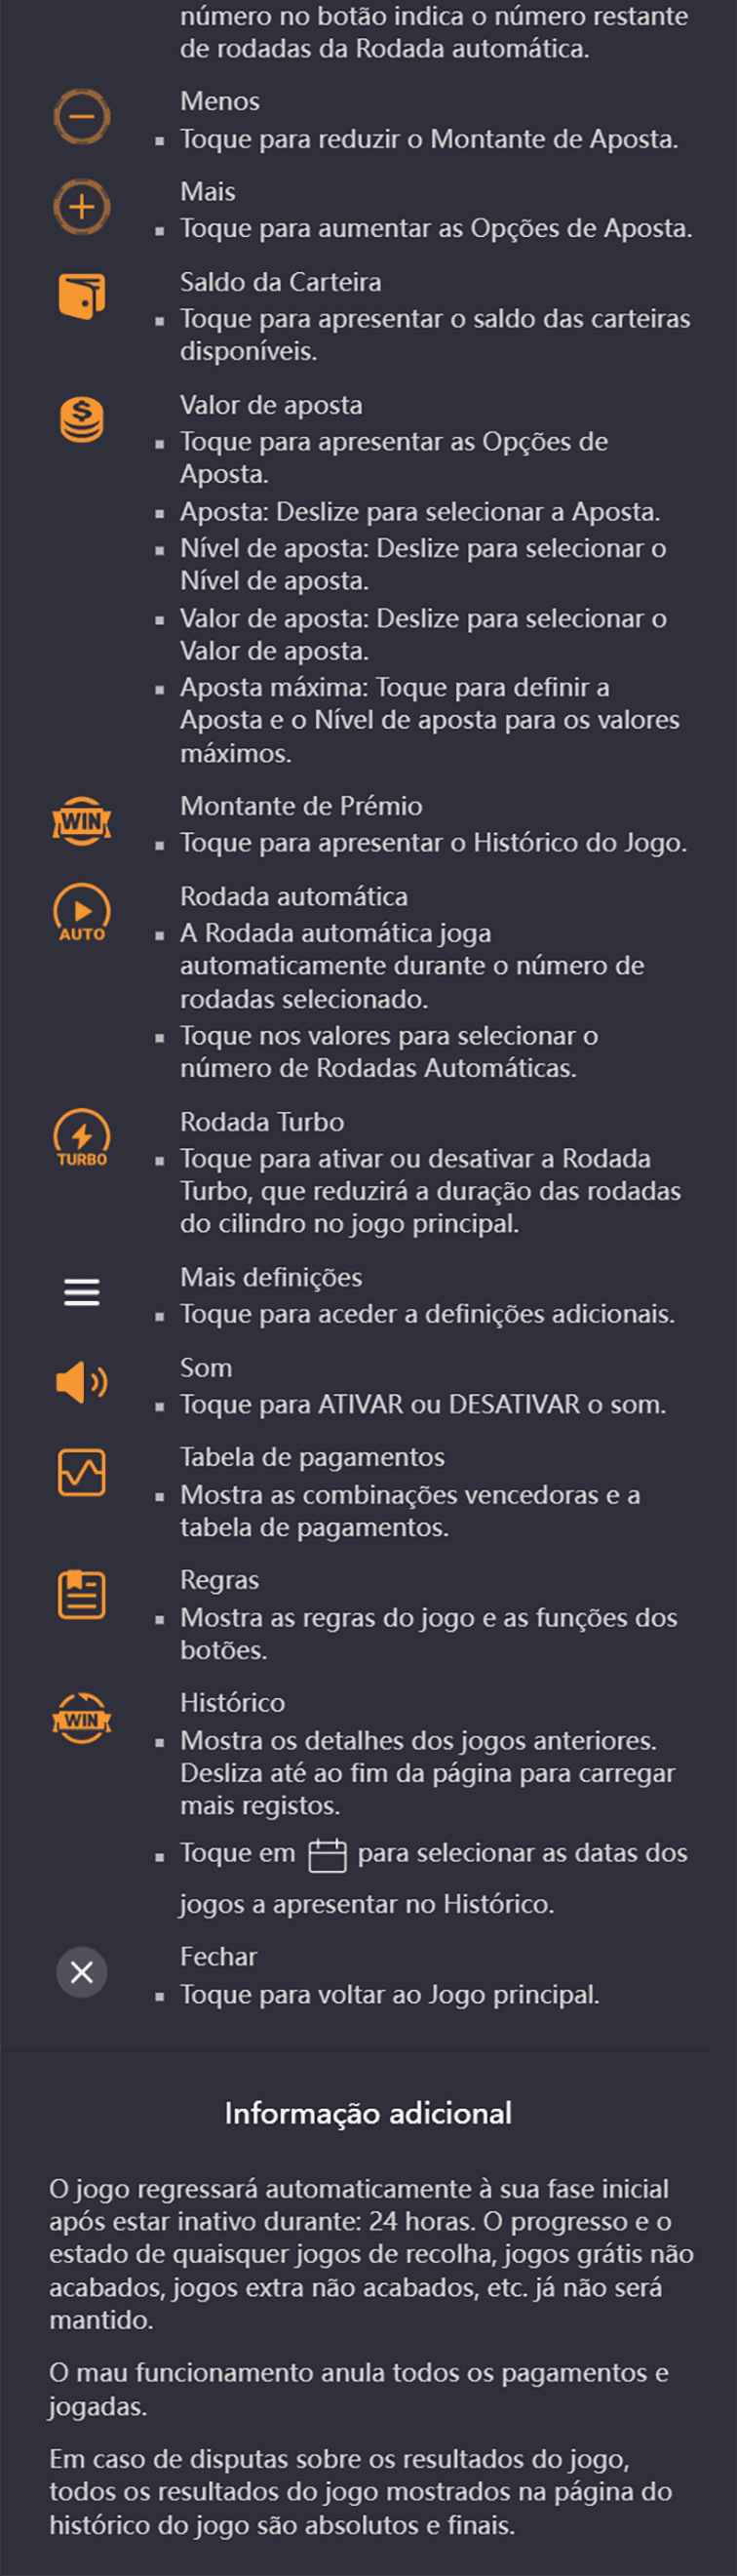 número no botão indica o número restante
de rodadas da Rodada automática.
Menos
Toque para reduzir o Montante de Aposta.
Mais
Toque para aumentar as Opções de Aposta.
Saldo da Carteira
Toque para apresentar o saldo das carteiras
disponíveis.
Valor de aposta
Toque para apresentar as Opções de
Aposta.
Aposta: Deslize para selecionar a Aposta.
Nível de aposta: Deslize para selecionar o
Nível de aposta.
Valor de aposta: Deslize para selecionar o
Valor de aposta.
Aposta máxima: Toque para definir a
Aposta e o Nível de aposta para os valores
máximos.
WIN
Montante de Prémio
Toque para apresentar o Histórico do Jogo.
AUTO
Rodada automática
A Rodada automática joga
automaticamente durante o número de
rodadas selecionado.
Toque nos valores para selecionar o
número de Rodadas Automáticas.
TURBO
Rodada Turbo
Toque para ativar ou desativar a Rodada
Turbo, que reduzirá a duração das rodadas
do cilindro no jogo principal.
Mais definições
Toque para aceder a definições adicionais.
Som
Toque para ATIVAR ou DESATIVAR o som.
Tabela de pagamentos
Mostra as combinações vencedoras e a
tabela de pagamentos.
Regras
Mostra as regras do jogo e as funções dos
botões.
WIN
Histórico
Mostra os detalhes dos jogos anteriores.
Desliza até ao fim da página para carregar
mais registos.
Toque em para selecionar as datas dos
jogos a apresentar no Histórico.
Fechar
Toque para voltar ao Jogo principal.
Informação adicional
O jogo regressará automaticamente à sua fase inicial
após estar inativo durante: 24 horas. O progresso e o
estado de quaisquer jogos de recolha, jogos grátis não
acabados, jogos extra não acabados, etc. já não será
mantido.
O mau funcionamento anula todos os pagamentos e
jogadas.
Em caso de disputas sobre os resultados do jogo,
todos os resultados do jogo mostrados na página do
histórico do jogo são absolutos e finais.